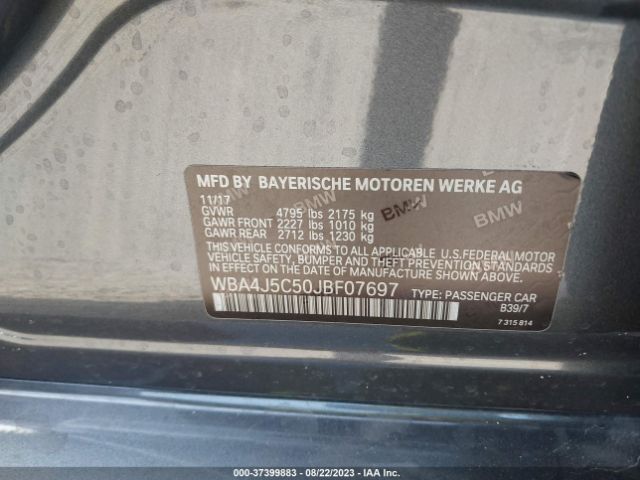 MFD BY BAYERISCHE MOTOREN WERKE AG
11/17
GVWR 4795 lbs 2175 kg
GAWR FRONT 2227 lbs 1010 kg
GAWR REAR 2712 lbs 1230 kg
THIS VEHICLE CONFORMS TO ALL APPLICABLE U.S.FEDERAL MOTOR
VEHICLE SAFETY, BUMPER, AND THEFT PREVENTION STANDARDS IN
EFFECT ON THE DATE OF MANUFACTURE SHOWN ABOVE.
WBA4J5C50JBF07697 TYPE: PASSENGER CAR
B39/7
7 315 814
BMW
BMW
BMW
BMW
000-37399883 - 08/22/2023 - IAA Inc.